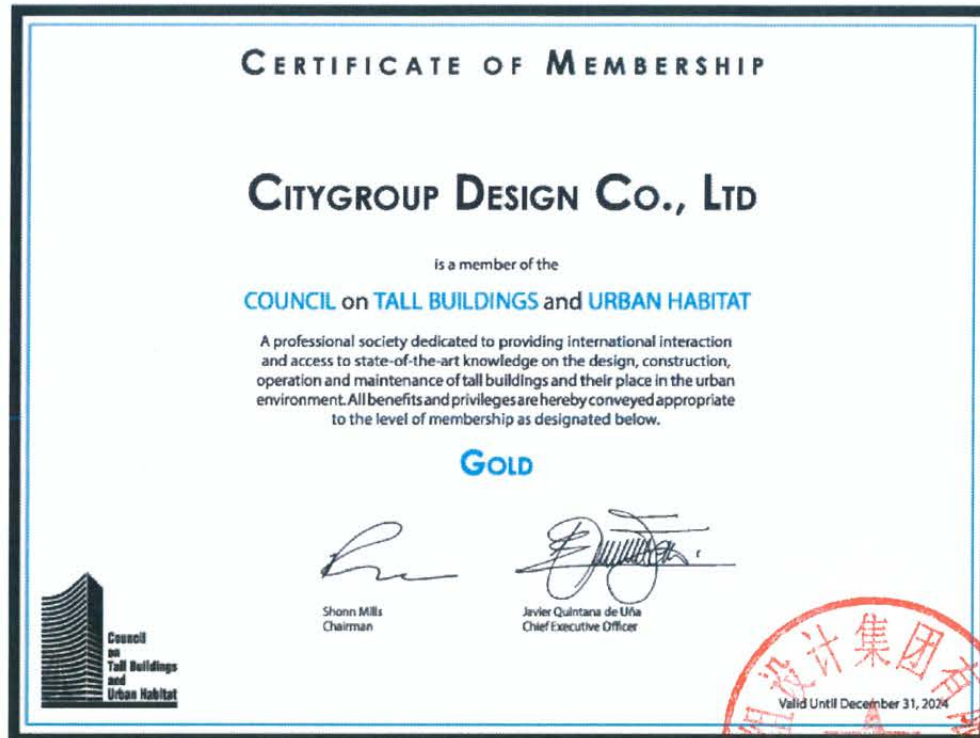 CERTIFICATE OF MEMBERSHIP
CITYGROUP DESIGN CO., LTD
is a member of the
COUNCIL on TALL BUILDINGS and URBAN HABITAT
A professional society dedicated to providing international interaction
and access to state-of-the-art knowledge on the design, construction,
operation and maintenance of tall buildings and their place in the urban
environment. All benefits and privileges are hereby conveyed appropriate
to the level of membership as designated below.
GOLD
Shonn Mills
Chairman
Javier Quintana de Uña
Chief Executive Officer
Council
on
Tall Buildings
and
Urban Habitat
设计集团有
Valid Until December 31, 2024